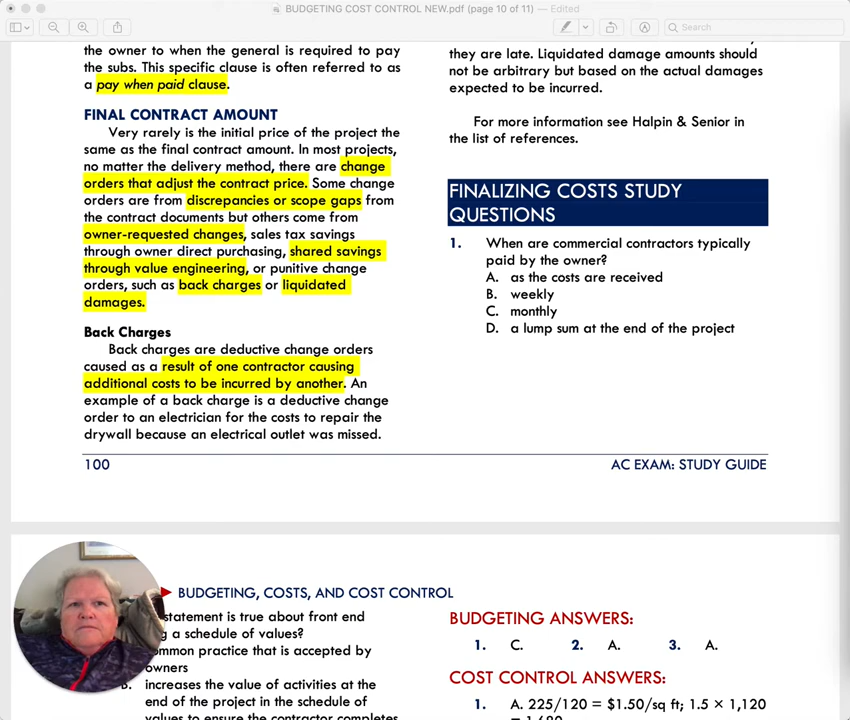 BUDGETING COST CONTROL NEW.pdf (page 10 of 11) — Edited
Search
the owner to when the general is required to pay
the subs. This specific clause is often referred to as
a pay when paid clause.
FINAL CONTRACT AMOUNT
Very rarely is the initial price of the project the
same as the final contract amount. In most projects,
no matter the delivery method, there are change
orders that adjust the contract price. Some change
orders are from discrepancies or scope gaps from
the contract documents but others come from
owner-requested changes, sales tax savings
through owner direct purchasing, shared savings
through value engineering, or punitive change
orders, such as back charges or liquidated
damages.
Back Charges
Back charges are deductive change orders
caused as a result of one contractor causing
additional costs to be incurred by another. An
example of a back charge is a deductive change
order to an electrician for the costs to repair the
drywall because an electrical outlet was missed.
they are late. Liquidated damage amounts should
not be arbitrary but based on the actual damages
expected to be incurred.
For more information see Halpin & Senior in
the list of references.
FINALIZING COSTS STUDY
QUESTIONS
1. When are commercial contractors typically
paid by the owner?
A. as the costs are received
B. weekly
C. monthly
D. a lump sum at the end of the project
100 AC EXAM: STUDY GUIDE
BUDGETING, COSTS, AND COST CONTROL
statement is true about front end
a schedule of values?
practice that is accepted by
owners
increases the value of activities at the
end of the project in the schedule of
values to ensure the contractor completes
BUDGETING ANSWERS:
1. C. 2. A. 3. A.
COST CONTROL ANSWERS:
1. A. 225/120 = $1.50/sq ft; 1.5 x 1,120
= 1,680